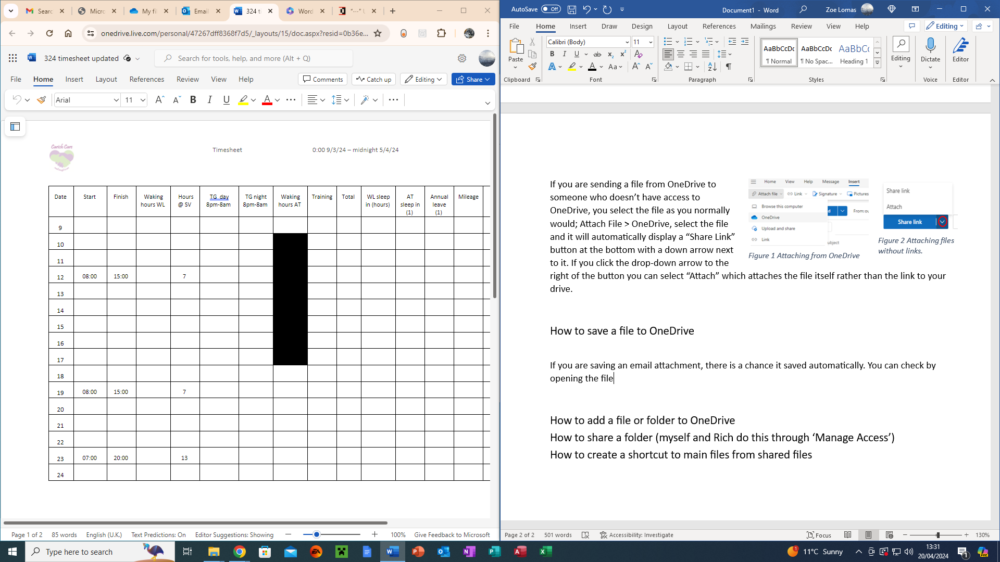 Searc
Micro
My fi
Email
324 ti
Word
"···" U
onedrive.live.com/personal/47267dff8368f7d5/_layouts/15/doc.aspx?resid=0b36e...
324 timesheet updated
Search for tools, help, and more (Alt + Q)
File Home Insert Layout References Review View Help
Comments Catch up Editing Share
Arial 11
Carich Care
Timesheet 0:00 9/3/24 – midnight 5/4/24
Date Start Finish Waking hours WL Hours @ SV TG day 8pm-8am TG night 8pm-8am Waking hours AT Training Total WL sleep in (hours) AT sleep in (1) Annual leave (1) Mileage
9
10
11
12 08:00 15:00 7
13
14
15
16
17
18
19 08:00 15:00 7
20
21
22
23 07:00 20:00 13
24
Page 1 of 2 85 words English (U.K.) Text Predictions: On Editor Suggestions: Showing 100% Give Feedback to Microsoft
AutoSave Off Document1 - Word Zoe Lomas
File Home Insert Draw Design Layout References Mailings Review View Help
Editing
Paste
Calibri (Body) 11
AaBbCcDc AaBbCcDc AaBbCc
¶ Normal ¶ No Spac... Heading 1
Editing Dictate Editor
Clipboard Font Paragraph Styles Voice Editor
If you are sending a file from OneDrive to
someone who doesn't have access to
OneDrive, you select the file as you normally
would; Attach File > OneDrive, select the file
and it will automatically display a "Share Link"
button at the bottom with a down arrow next
to it. If you click the drop-down arrow to the
right of the button you can select "Attach" which attaches the file itself rather than the link to your
drive.
Home View Help Message Insert
Attach file Link Signature Pictures
Browse this computer
OneDrive
Upload and share
Link
From: ou
ubject
Figure 1 Attaching from OneDrive
Share link
Attach
Share link
Figure 2 Attaching files
without links.
How to save a file to OneDrive
If you are saving an email attachment, there is a chance it saved automatically. You can check by
opening the file
How to add a file or folder to OneDrive
How to share a folder (myself and Rich do this through 'Manage Access')
How to create a shortcut to main files from shared files
Page 2 of 2 501 words Accessibility: Investigate Focus 130%
Type here to search
11°C Sunny
13:31
20/04/2024